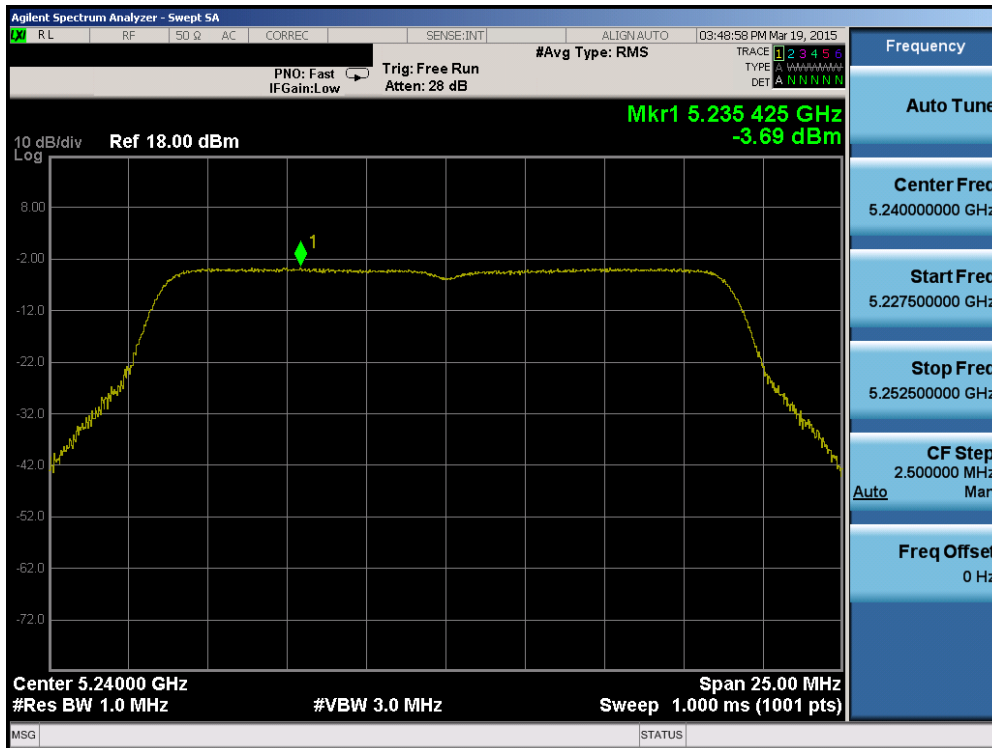 Agilent Spectrum Analyzer - Swept SA
LXI RL RF 50 Ω AC CORREC SENSE:INT ALIGN AUTO 03:48:58 PM Mar 19, 2015
#Avg Type: RMS
TRACE 1 2 3 4 5 6
TYPE A WWWWW
DET A N N N N N
PNO: Fast
IFGain:Low
Trig: Free Run
Atten: 28 dB
Mkr1 5.235 425 GHz
-3.69 dBm
10 dB/div Ref 18.00 dBm
Log
8.00
-2.00
-12.0
-22.0
-32.0
-42.0
-52.0
-62.0
-72.0
1
Center 5.24000 GHz Span 25.00 MHz
#Res BW 1.0 MHz #VBW 3.0 MHz Sweep 1.000 ms (1001 pts)
MSG STATUS
Frequency
Auto Tune
Center Freq
5.240000000 GHz
Start Freq
5.227500000 GHz
Stop Freq
5.252500000 GHz
CF Step
2.500000 MHz
Auto Man
Freq Offset
0 Hz